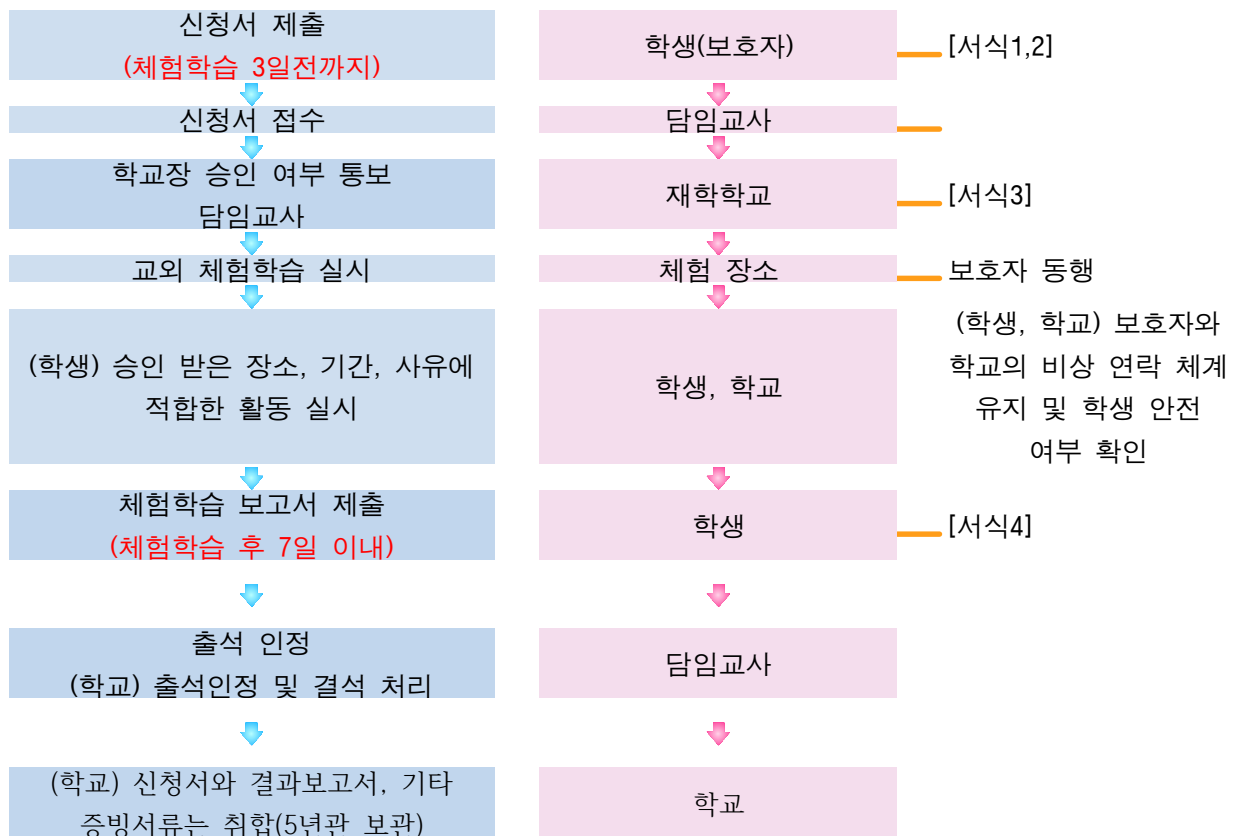 신청서 제출
(체험학습 3일전까지)
학생(보호자)
[서식1,2]
신청서 접수
담임교사
학교장 승인 여부 통보
담임교사
재학학교
[서식3]
교외 체험학습 실시
체험 장소
보호자 동행
(학생) 승인 받은 장소, 기간, 사유에
적합한 활동 실시
학생, 학교
(학생, 학교) 보호자와
학교의 비상 연락 체계
유지 및 학생 안전
여부 확인
체험학습 보고서 제출
(체험학습 후 7일 이내)
학생
[서식4]
출석 인정
(학교) 출석인정 및 결석 처리
담임교사
(학교) 신청서와 결과보고서, 기타
증빙서류는 취합(5년관 보관)
학교